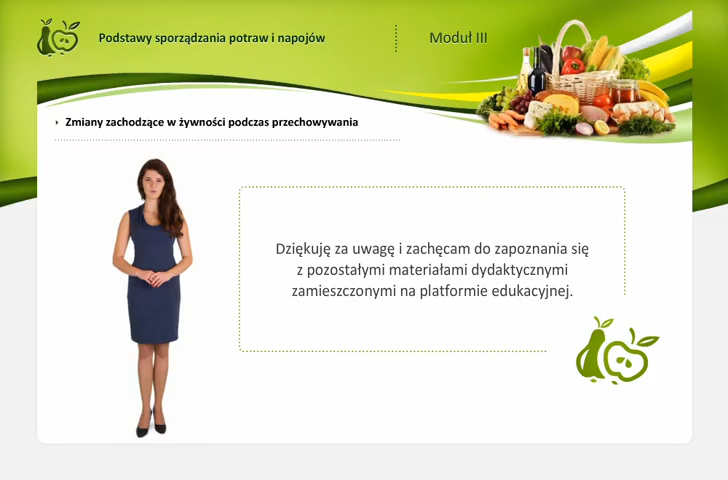 Podstawy sporządzania potraw i napojów
Moduł III
Zmiany zachodzące w żywności podczas przechowywania
Dziękuję za uwagę i zachęcam do zapoznania się
z pozostałymi materiałami dydaktycznymi
zamieszczonymi na platformie edukacyjnej.